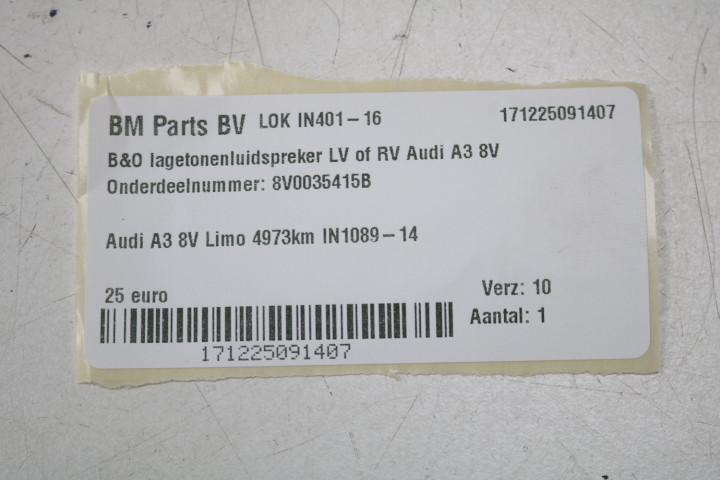 BM Parts BV LOK IN401-16 171225091407
B&O lagetonenluidspreker LV of RV Audi A3 8V
Onderdeelnummer: 8V0035415B
Audi A3 8V Limo 4973km IN1089-14
25 euro Verz: 10
Aantal: 1
171225091407